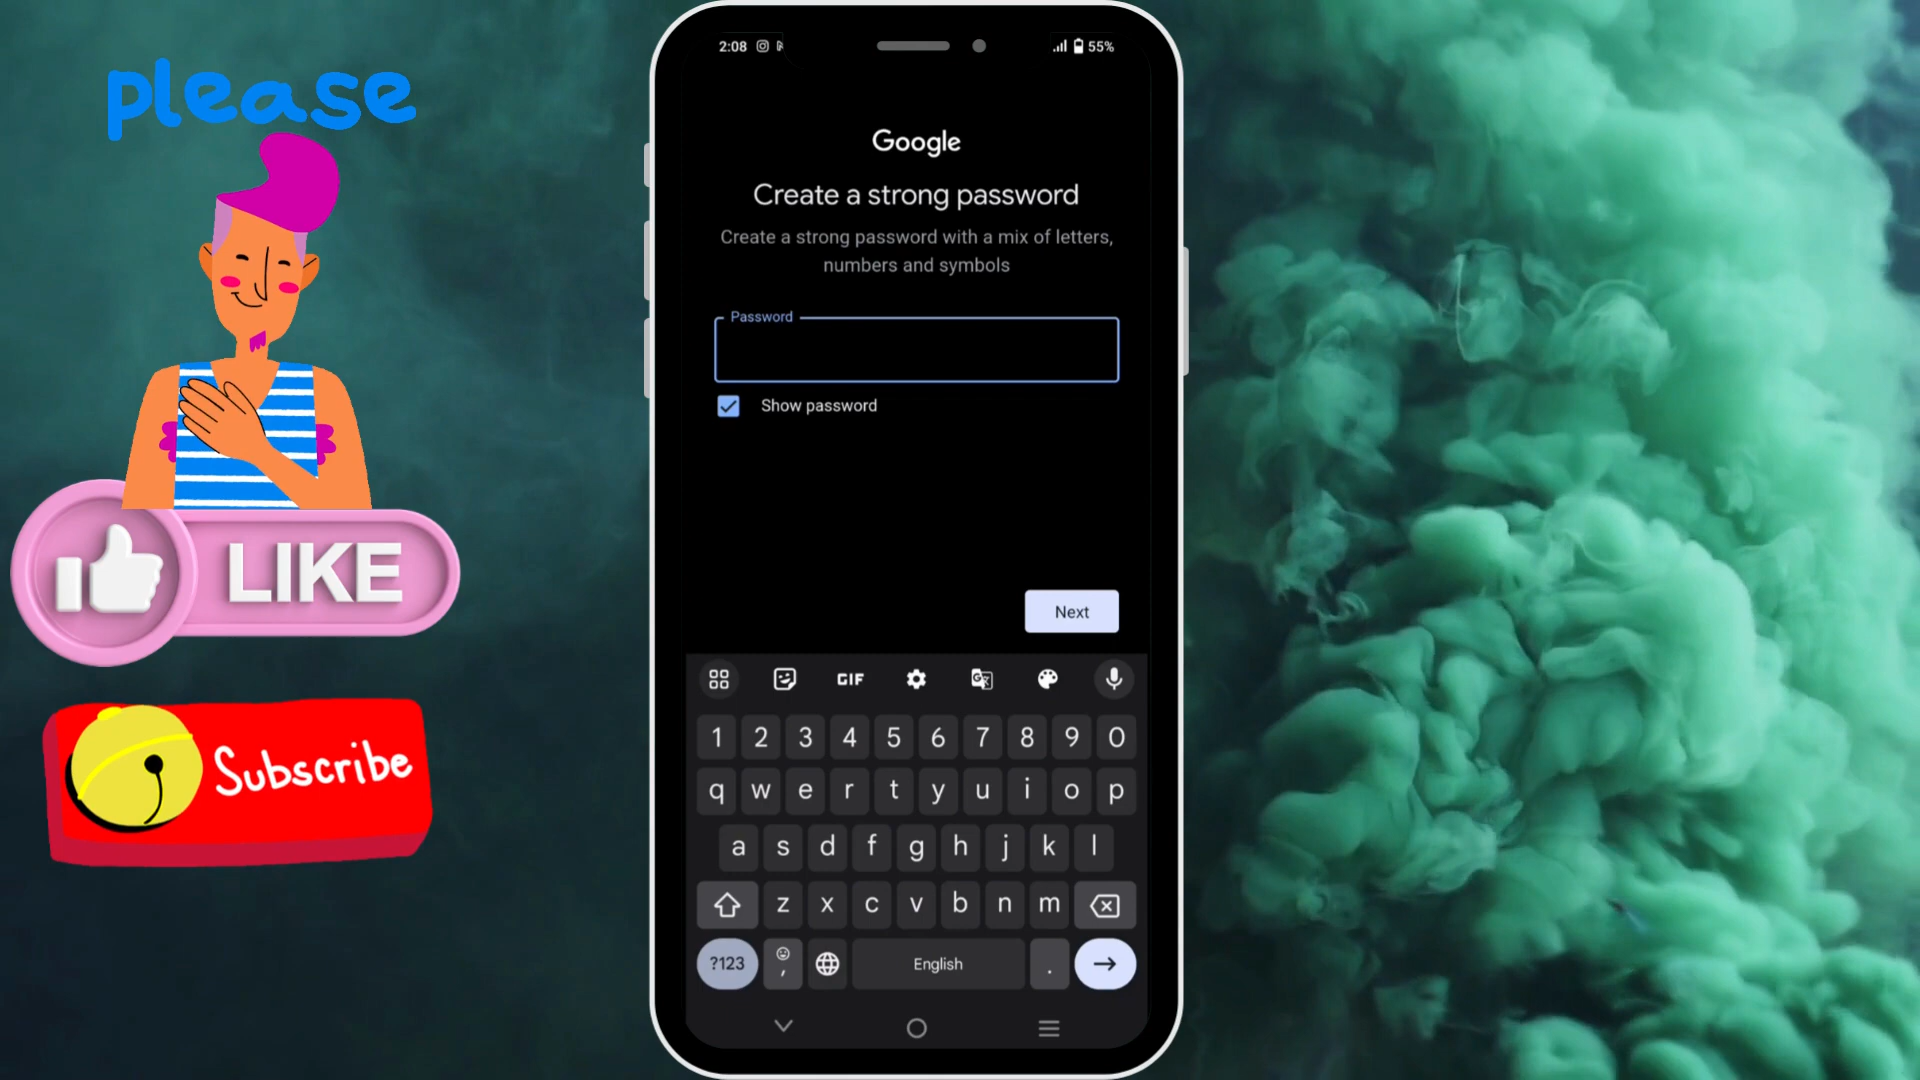 please
LIKE
Subscribe
2:08
55%
Google
Create a strong password
Create a strong password with a mix of letters,
numbers and symbols
Password
Show password
Next
GIF
1 2 3 4 5 6 7 8 9 0
q w e r t y u i o p
a s d f g h j k l
z x c v b n m
?123 , English .